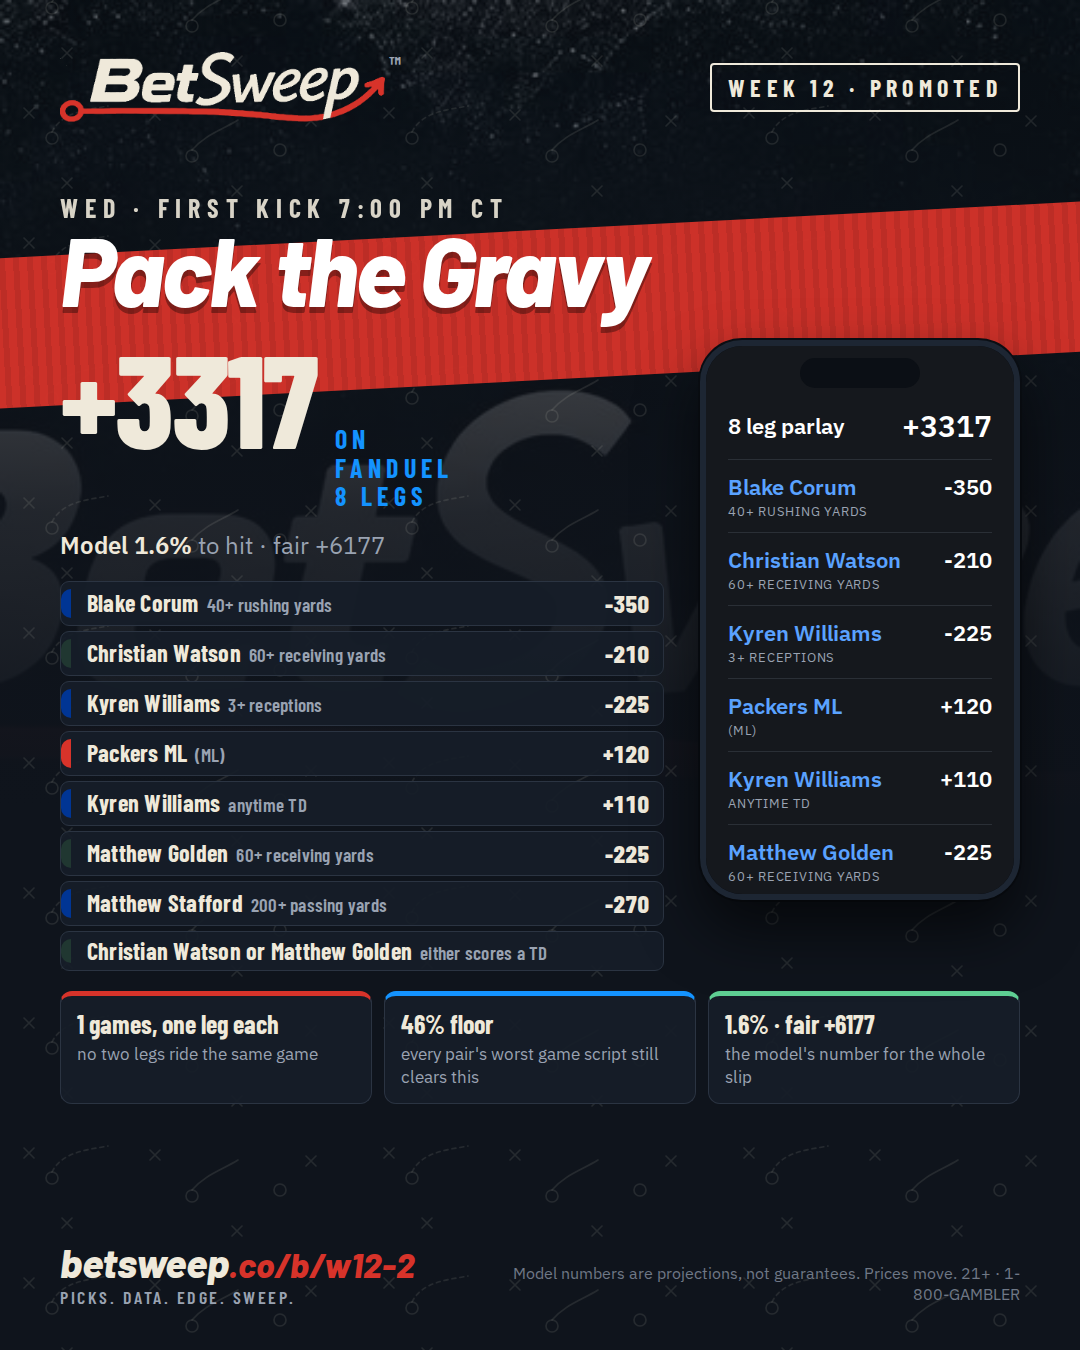 BetSweep TM
WEEK 12 · PROMOTED
WED · FIRST KICK 7:00 PM CT
Pack the Gravy
+3317
ON
FANDUEL
8 LEGS
Model 1.6% to hit · fair +6177
Blake Corum 40+ rushing yards -350
Christian Watson 60+ receiving yards -210
Kyren Williams 3+ receptions -225
Packers ML (ML) +120
Kyren Williams anytime TD +110
Matthew Golden 60+ receiving yards -225
Matthew Stafford 200+ passing yards -270
Christian Watson or Matthew Golden either scores a TD
8 leg parlay +3317
Blake Corum -350
40+ RUSHING YARDS
Christian Watson -210
60+ RECEIVING YARDS
Kyren Williams -225
3+ RECEPTIONS
Packers ML +120
(ML)
Kyren Williams +110
ANYTIME TD
Matthew Golden -225
60+ RECEIVING YARDS
1 games, one leg each
no two legs ride the same game
46% floor
every pair's worst game script still
clears this
1.6% · fair +6177
the model's number for the whole
slip
betsweep.co/b/w12-2
PICKS. DATA. EDGE. SWEEP.
Model numbers are projections, not guarantees. Prices move. 21+ · 1-
800-GAMBLER